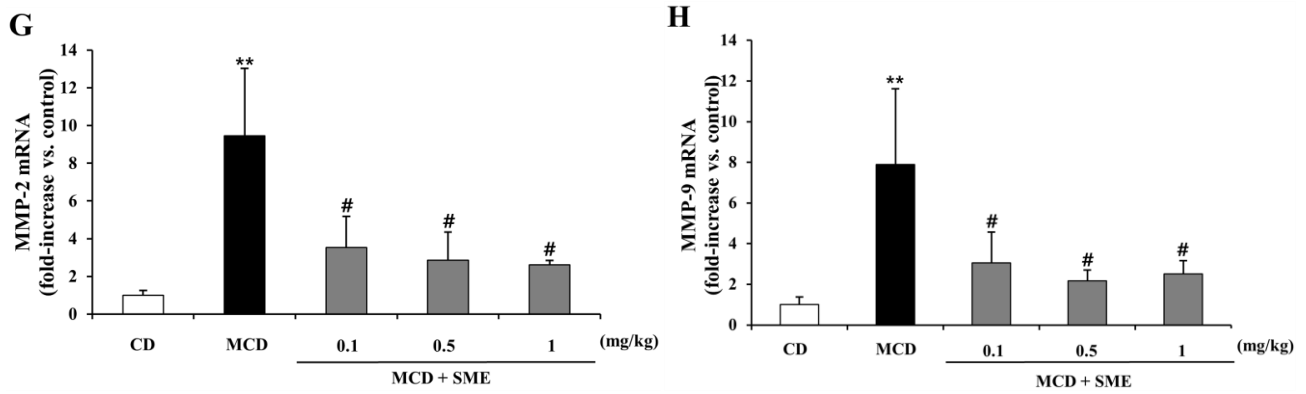 G
MMP-2 mRNA
(fold-increase vs. control)
14
12
10
8
6
4
2
0
**
#
#
#
CD
MCD
0.1
0.5
1
(mg/kg)
MCD + SME
H
MMP-9 mRNA
(fold-increase vs. control)
14
12
10
8
6
4
2
0
**
#
#
#
CD
MCD
0.1
0.5
1
(mg/kg)
MCD + SME